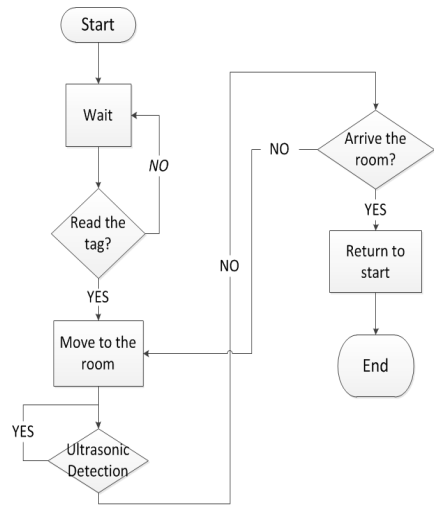 Start
Wait
NO
Read the
tag?
YES
Move to the
room
YES
Ultrasonic
Detection
NO
Arrive the
room?
NO
YES
Return to
start
End